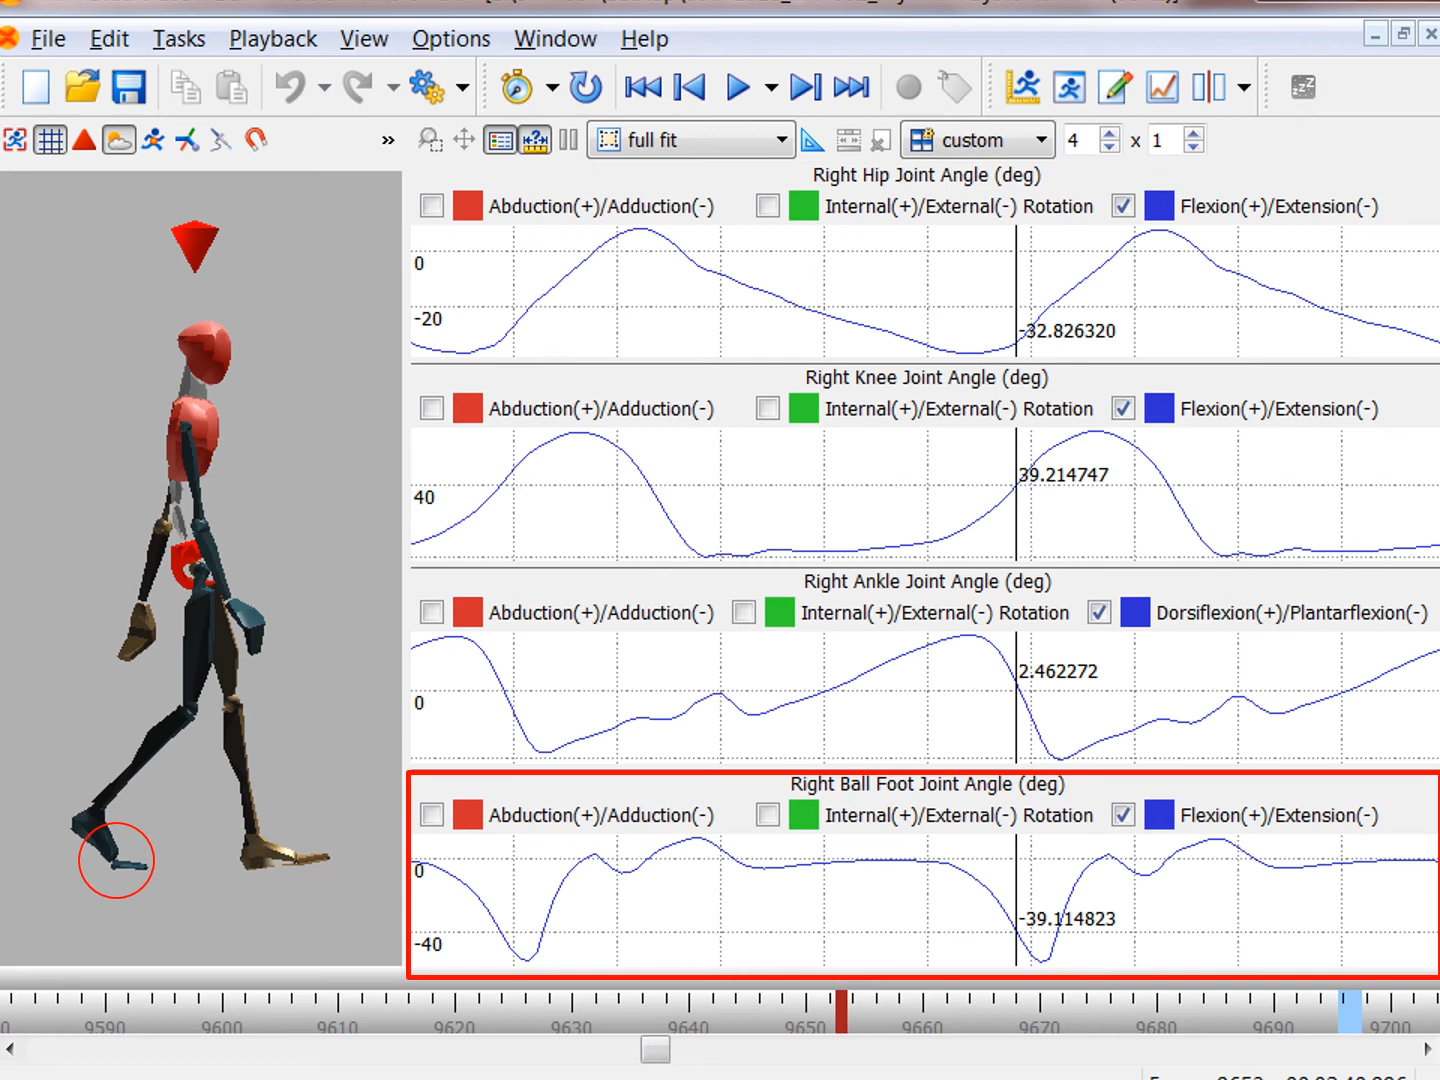 File Edit Tasks Playback View Options Window Help
» full fit custom 4 x 1
Right Hip Joint Angle (deg)
Abduction(+)/Adduction(-) Internal(+)/External(-) Rotation Flexion(+)/Extension(-)
0
-20
-32.826320
Right Knee Joint Angle (deg)
Abduction(+)/Adduction(-) Internal(+)/External(-) Rotation Flexion(+)/Extension(-)
40
39.214747
Right Ankle Joint Angle (deg)
Abduction(+)/Adduction(-) Internal(+)/External(-) Rotation Dorsiflexion(+)/Plantarflexion(-)
0
2.462272
Right Ball Foot Joint Angle (deg)
Abduction(+)/Adduction(-) Internal(+)/External(-) Rotation Flexion(+)/Extension(-)
0
-40
-39.114823
9590 9600 9610 9620 9630 9640 9650 9660 9670 9680 9690 9700